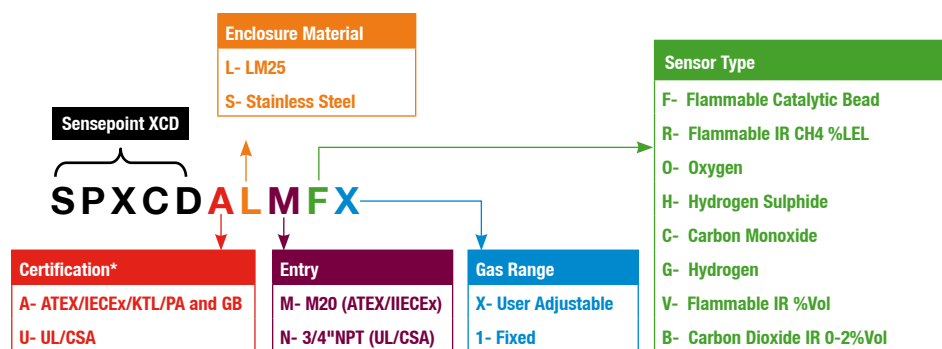 Enclosure Material
L- LM25
S- Stainless Steel
Sensepoint XCD
SPXCDALMFX
Sensor Type
F- Flammable Catalytic Bead
R- Flammable IR CH4 %LEL
O- Oxygen
H- Hydrogen Sulphide
C- Carbon Monoxide
G- Hydrogen
V- Flammable IR %Vol
B- Carbon Dioxide IR 0-2%Vol
Certification*
A- ATEX/IECEx/KTL/PA and GB
U- UL/CSA
Entry
M- M20 (ATEX/IIECEx)
N- 3/4"NPT (UL/CSA)
Gas Range
X- User Adjustable
1- Fixed